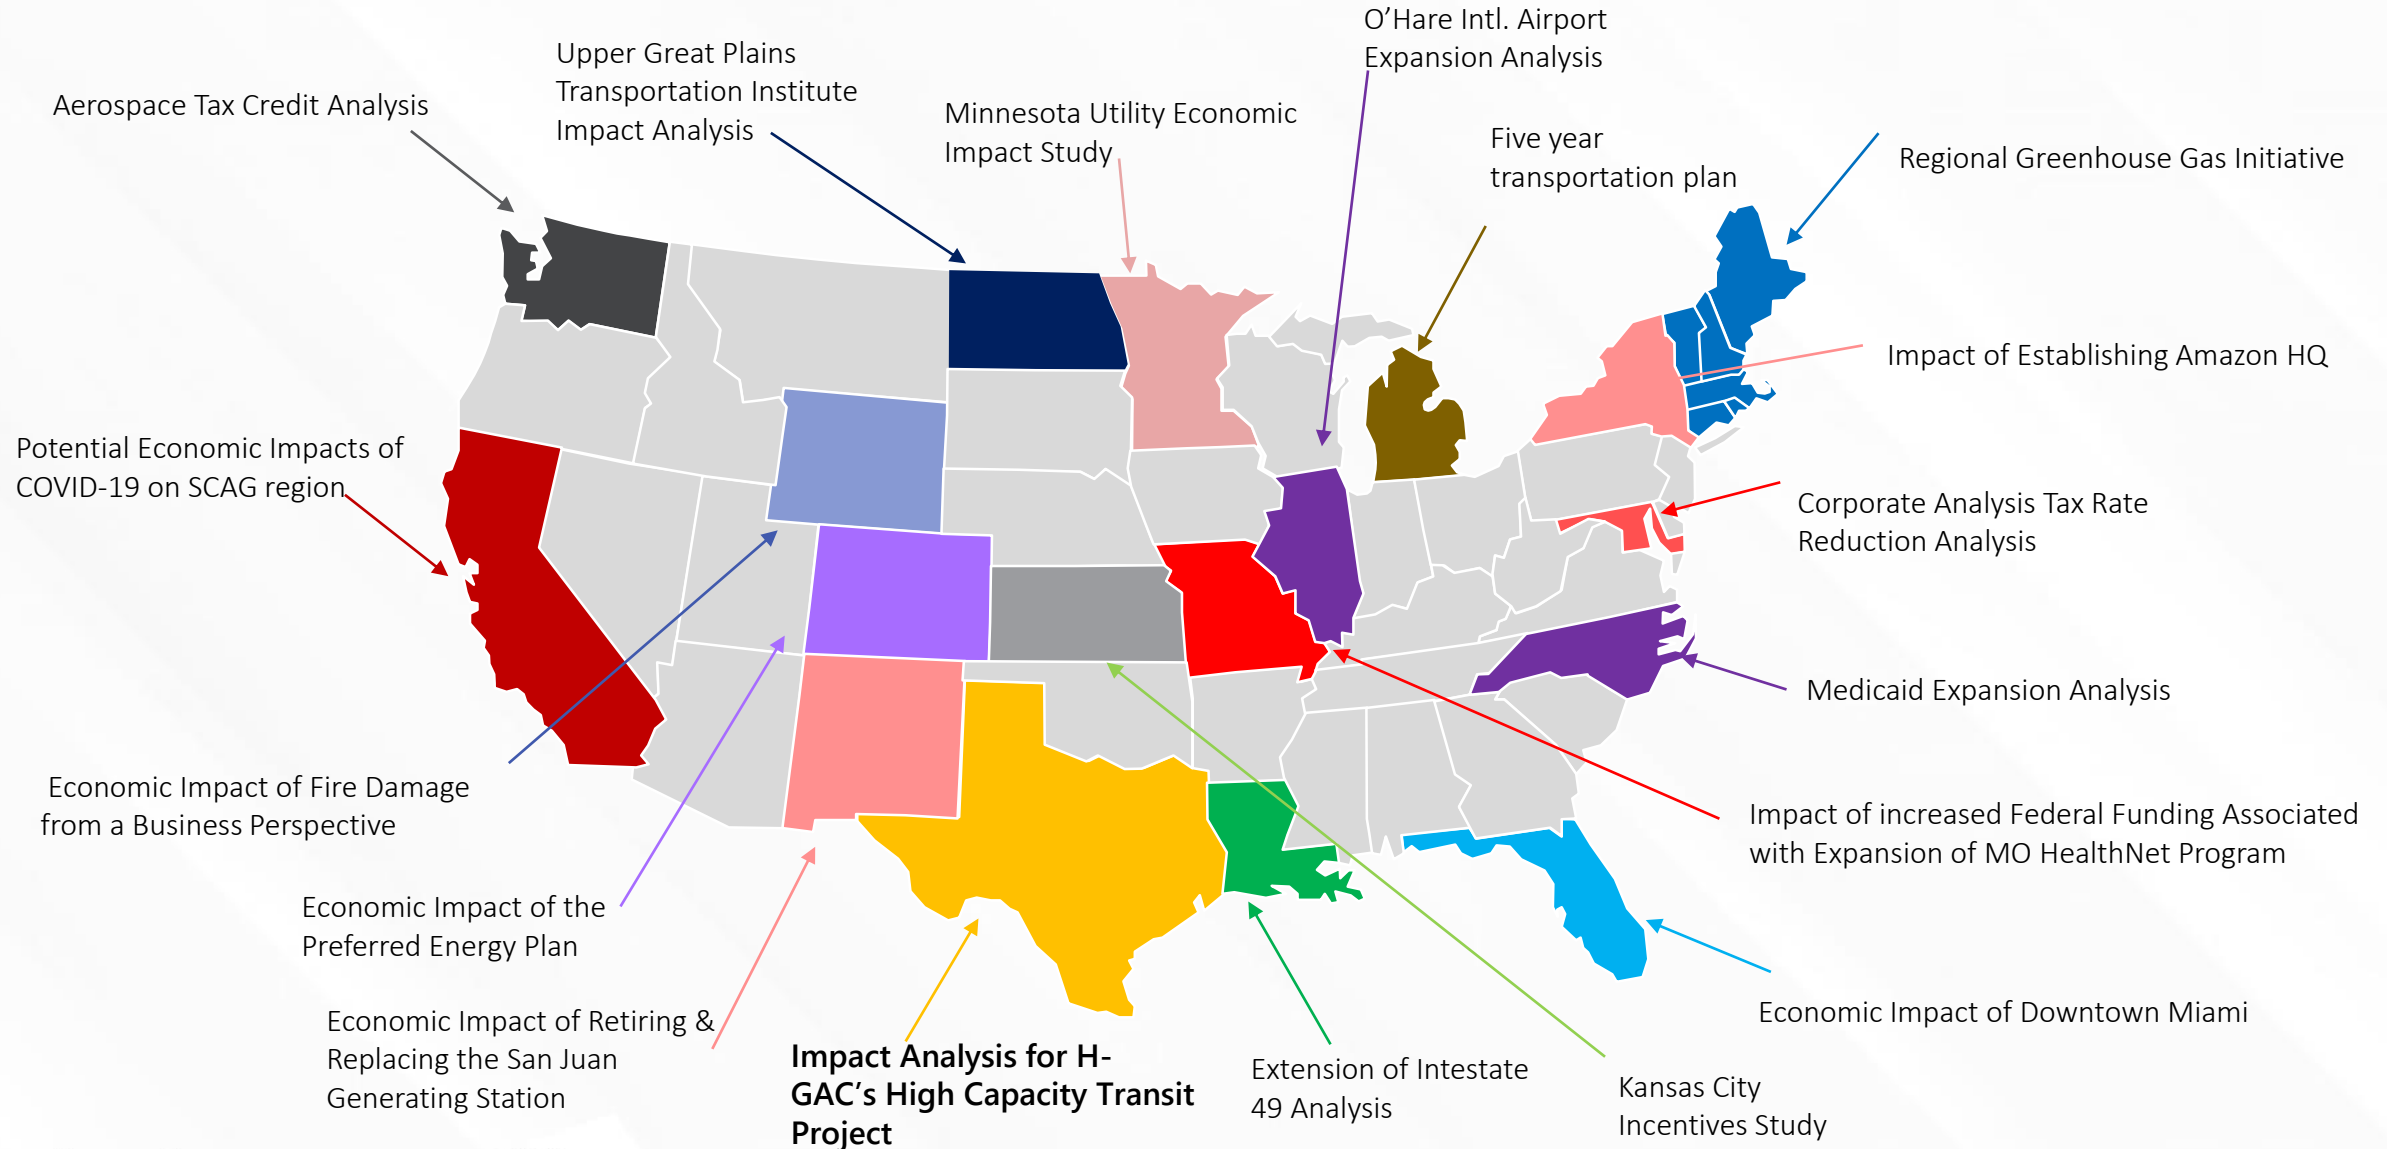 O’Hare Intl. Airport
Expansion Analysis
Upper Great Plains
Transportation Institute
Impact Analysis
Aerospace Tax Credit Analysis
Minnesota Utility Economic
Impact Study
Five year
transportation plan
Regional Greenhouse Gas Initiative
Impact of Establishing Amazon HQ
Potential Economic Impacts of
COVID-19 on SCAG region
Corporate Analysis Tax Rate
Reduction Analysis
Medicaid Expansion Analysis
Economic Impact of Fire Damage
from a Business Perspective
Impact of increased Federal Funding Associated
with Expansion of MO HealthNet Program
Economic Impact of the
Preferred Energy Plan
Economic Impact of Downtown Miami
Economic Impact of Retiring &
Replacing the San Juan
Generating Station
Impact Analysis for H-
GAC’s High Capacity Transit
Project
Extension of Intestate
49 Analysis
Kansas City
Incentives Study